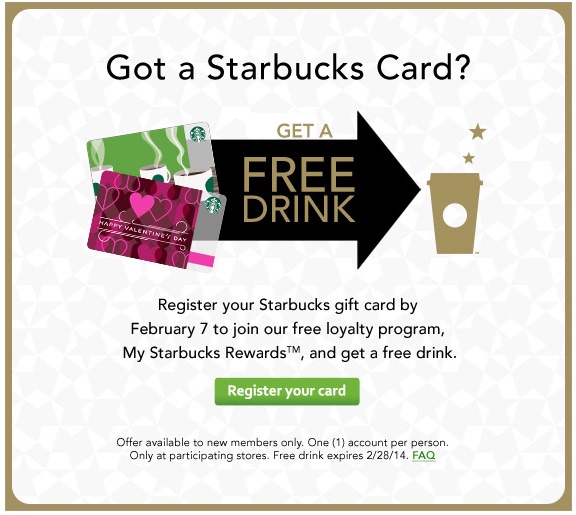 Got a Starbucks Card?
GET A
FREE
DRINK
HAPPY VALENTINE'S DAY
Register your Starbucks gift card by
February 7 to join our free loyalty program,
My Starbucks Rewards™, and get a free drink.
Register your card
Offer available to new members only. One (1) account per person.
Only at participating stores. Free drink expires 2/28/14. FAQ